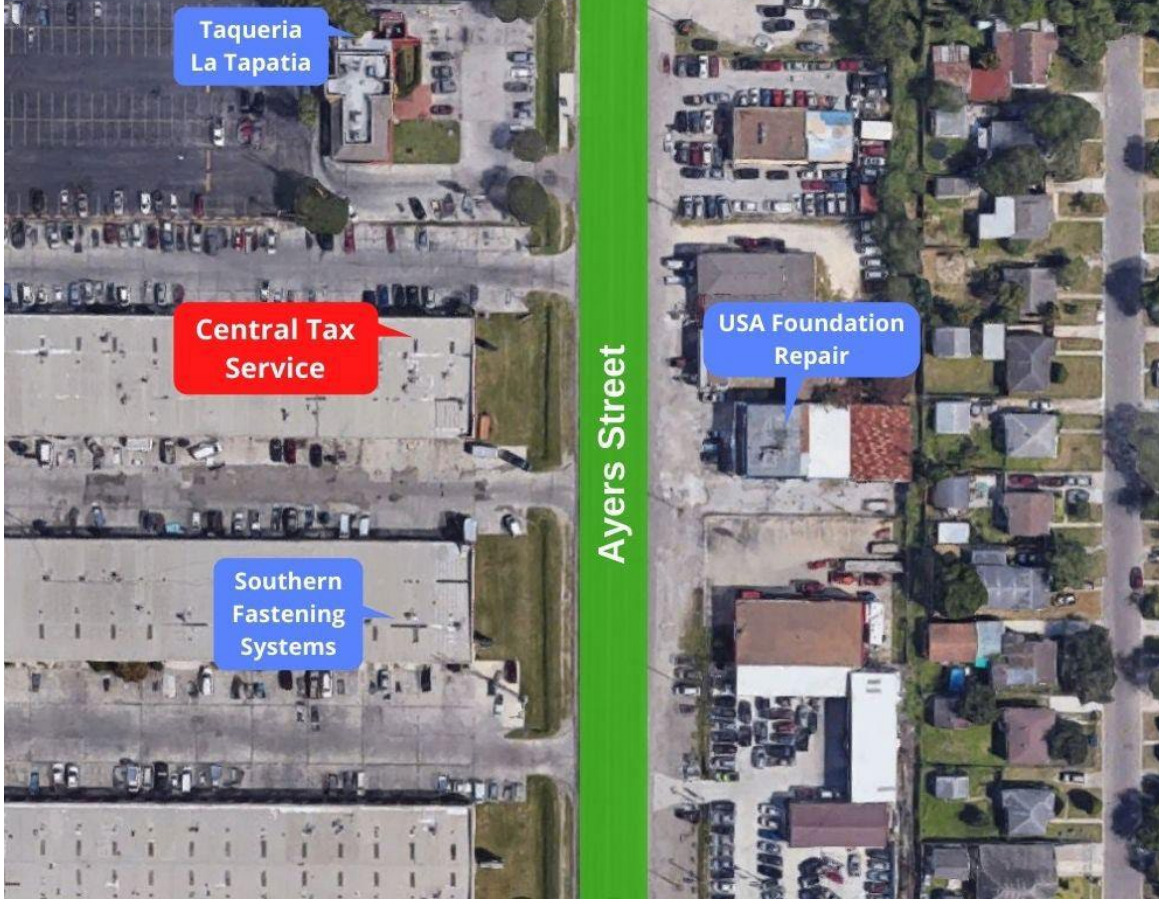 Taqueria
La Tapatia
Central Tax
Service
USA Foundation
Repair
Ayers Street
Southern
Fastening
Systems